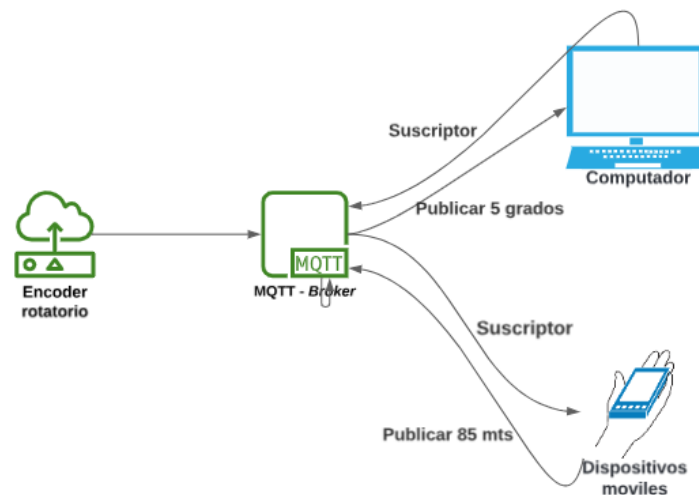 Suscriptor
Computador
Publicar 5 grados
MQTT
Encoder
rotatorio
MQTT - Broker
Suscriptor
Publicar 85 mts
Dispositivos
moviles